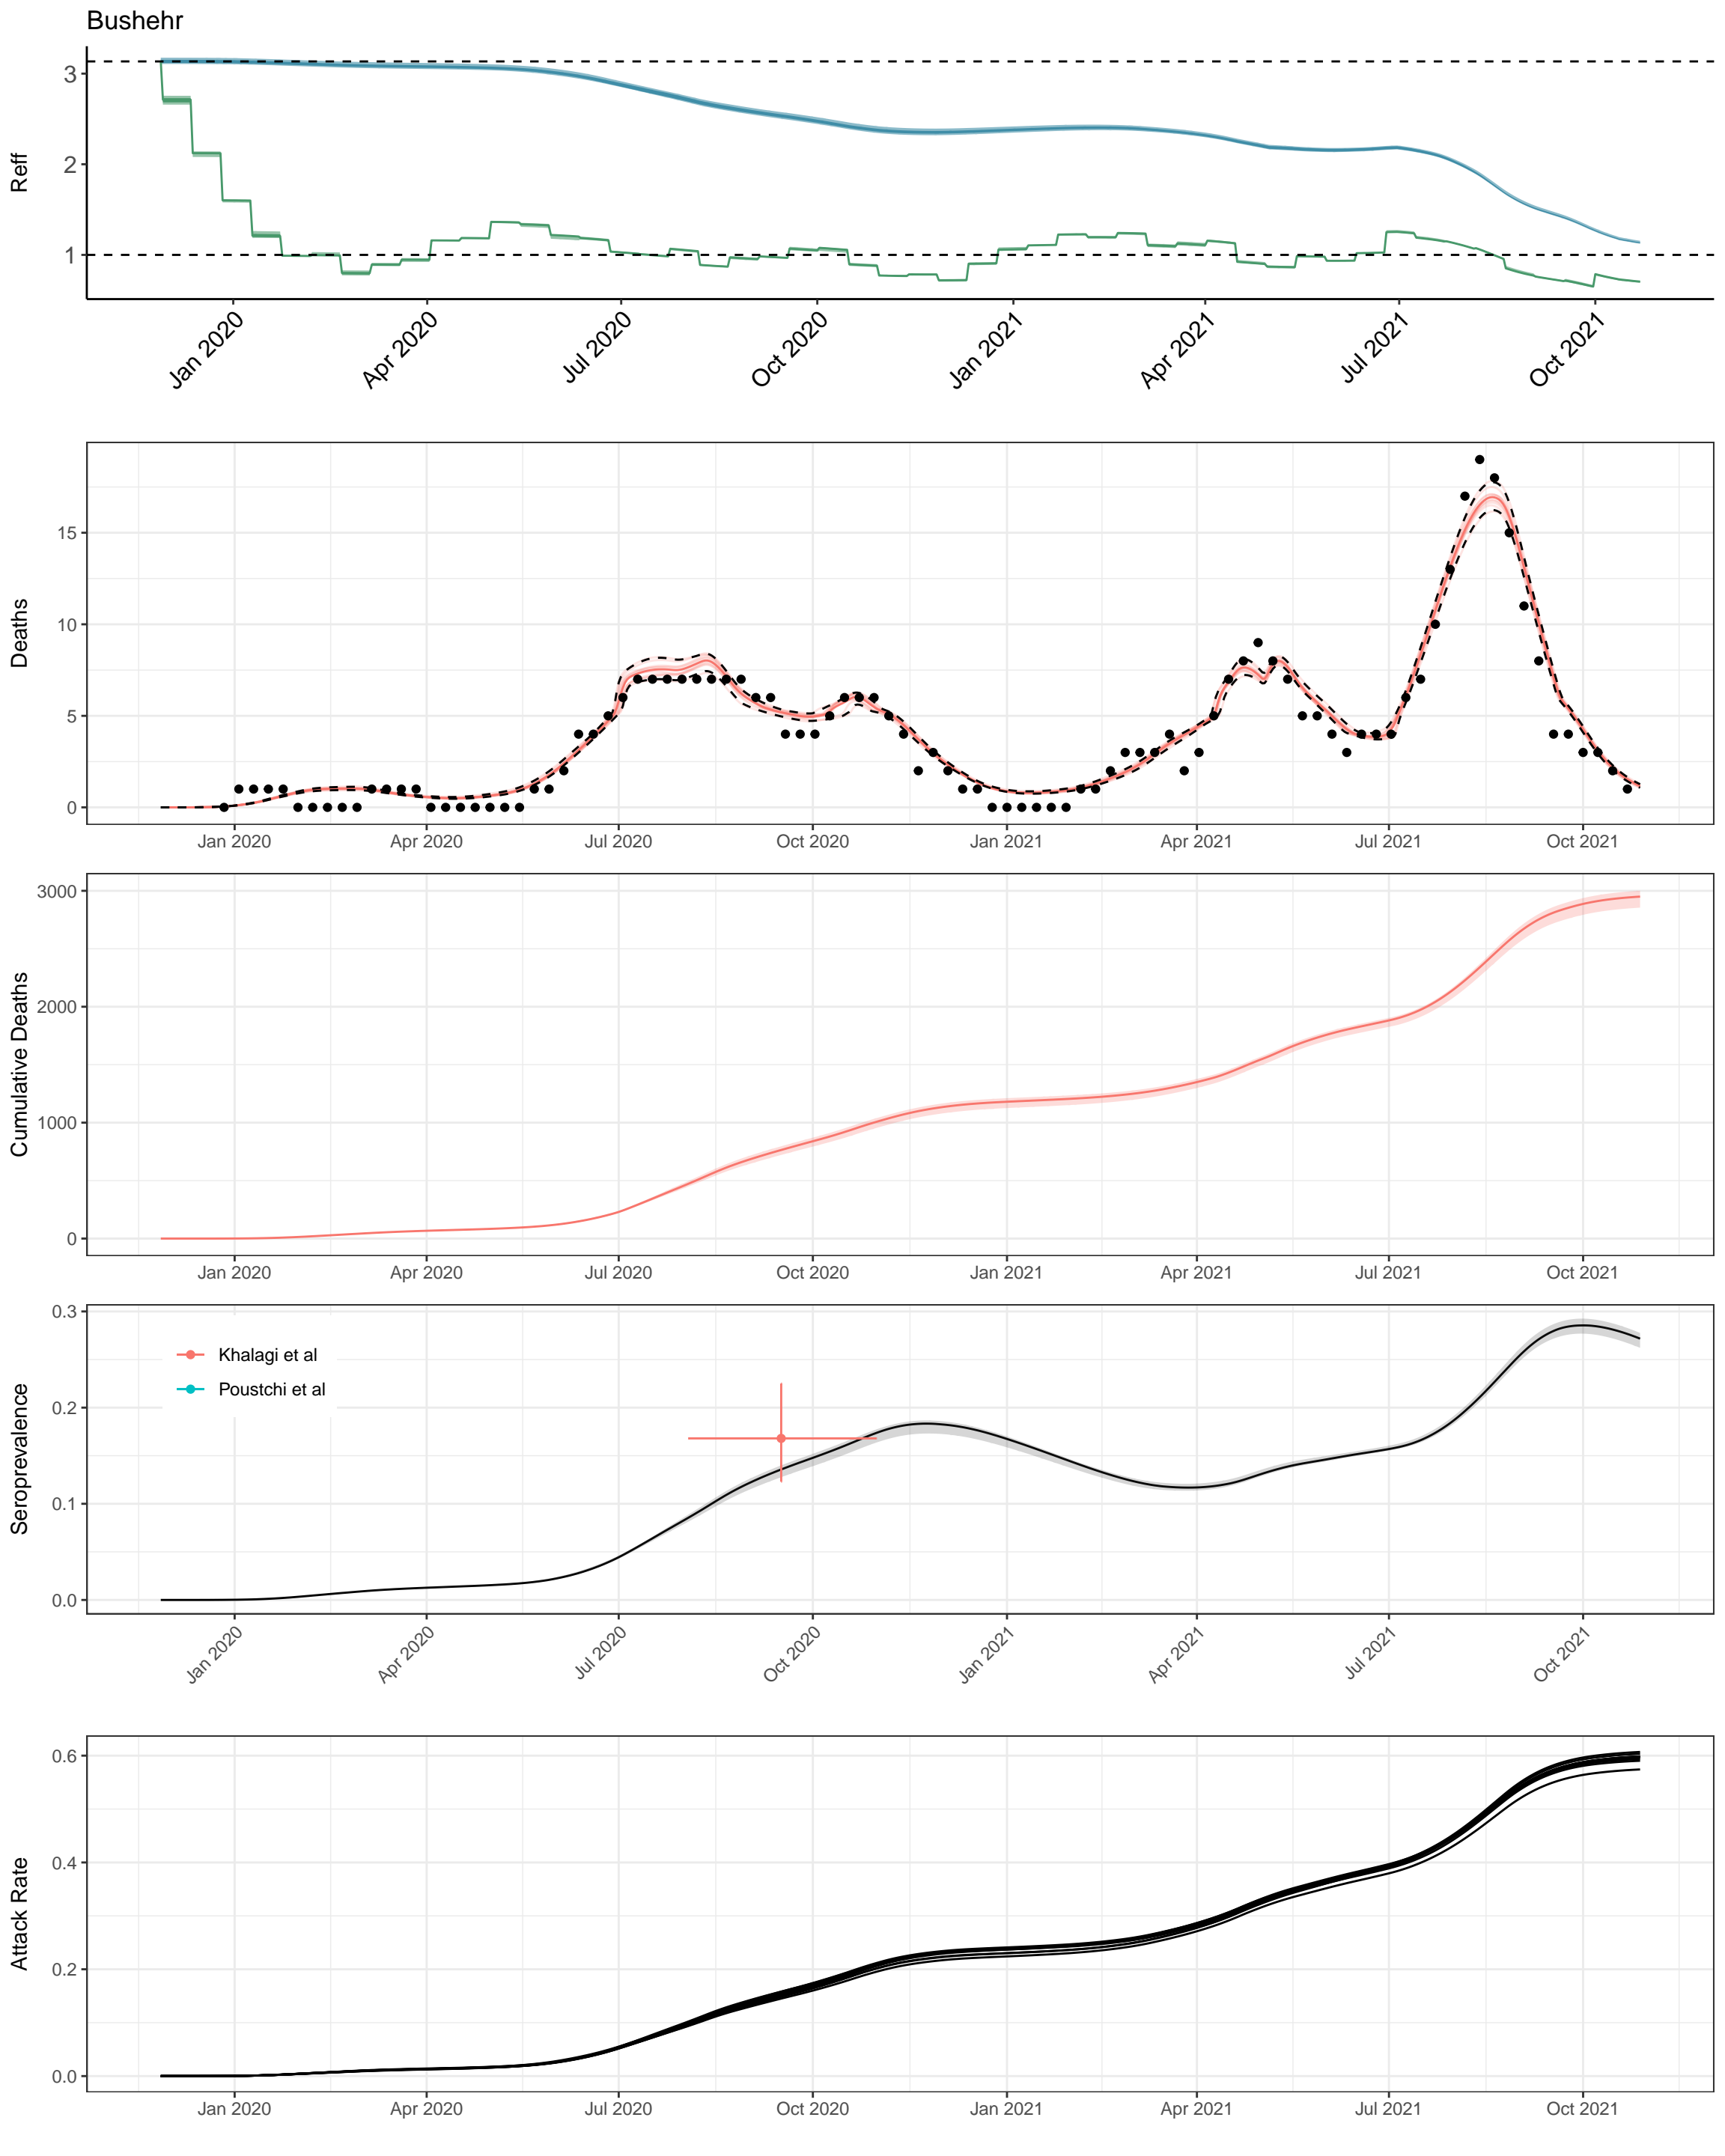 Bushehr
Reff
3
2
1
Jan 2020
Apr 2020
Jul 2020
Oct 2020
Jan 2021
Apr 2021
Jul 2021
Oct 2021
Deaths
15
10
5
0
Jan 2020
Apr 2020
Jul 2020
Oct 2020
Jan 2021
Apr 2021
Jul 2021
Oct 2021
Cumulative Deaths
3000
2000
1000
0
Jan 2020
Apr 2020
Jul 2020
Oct 2020
Jan 2021
Apr 2021
Jul 2021
Oct 2021
Seroprevalence
0.3
0.2
0.1
0.0
Khalagi et al
Poustchi et al
Jan 2020
Apr 2020
Jul 2020
Oct 2020
Jan 2021
Apr 2021
Jul 2021
Oct 2021
Attack Rate
0.6
0.4
0.2
0.0
Jan 2020
Apr 2020
Jul 2020
Oct 2020
Jan 2021
Apr 2021
Jul 2021
Oct 2021